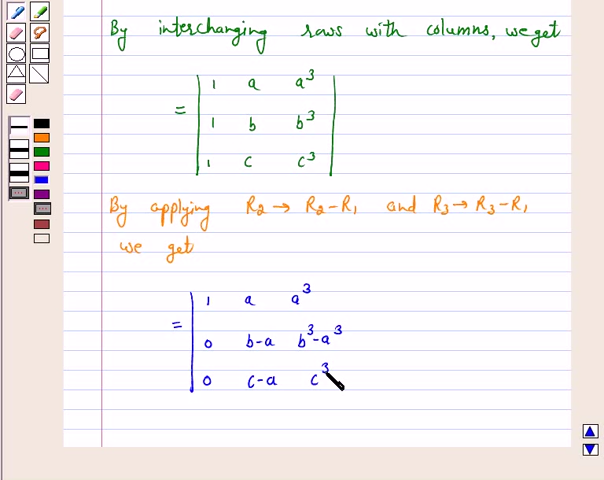 By interchanging rows with columns, we get
1 a a³
= 1 b b³
1 c c³
By applying R₂ → R₂-R₁ and R₃ → R₃-R₁
we get
1 a a³
= 0 b-a b³-a³
0 c-a c³